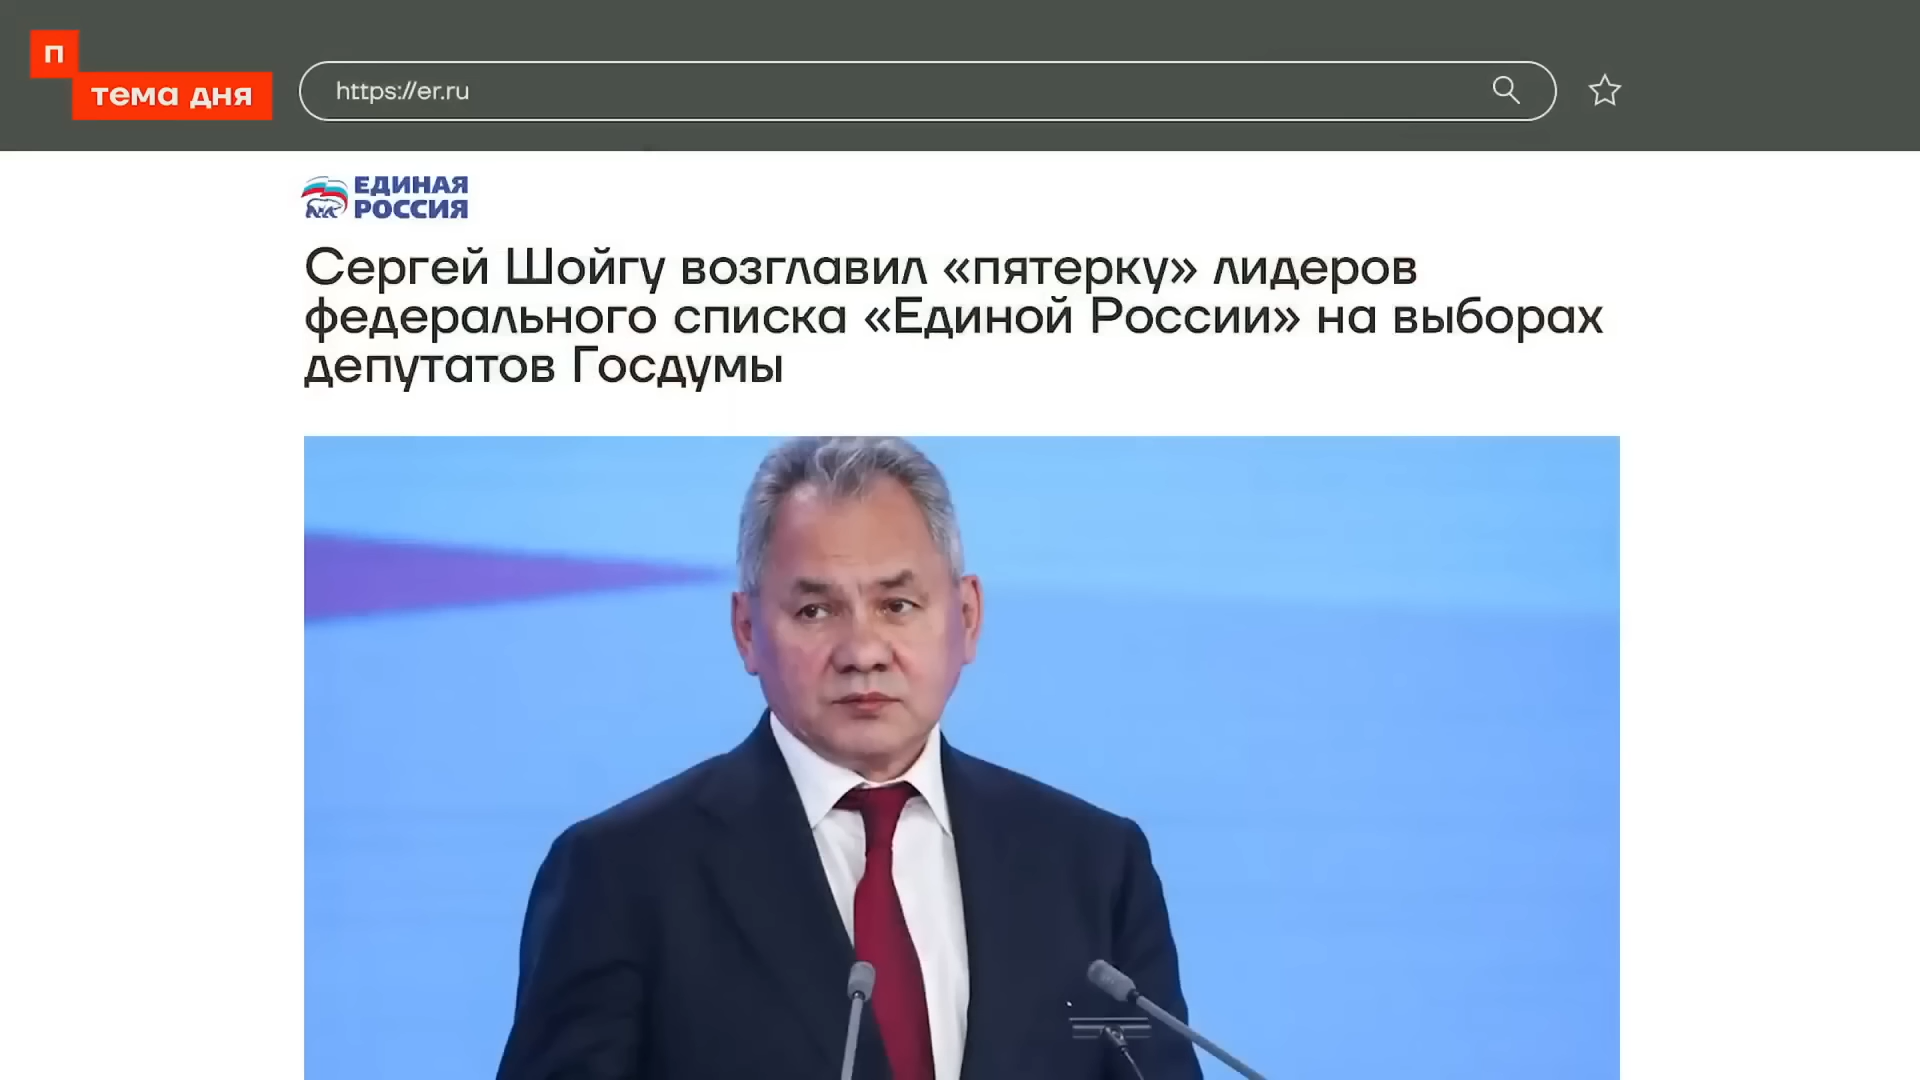 п
тема дня
https://er.ru
ЕДИНАЯ
РОССИЯ
Сергей Шойгу возглавил «пятерку» лидеров
федерального списка «Единой России» на выборах
депутатов Госдумы